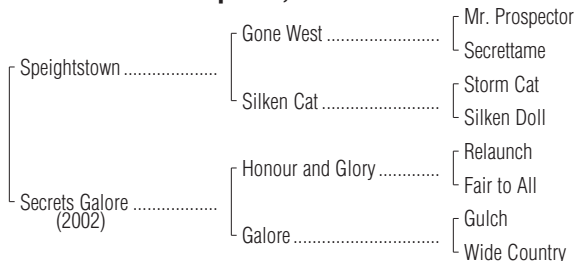 Mr. Prospector
Gone West
Secrettame
Speightstown
Storm Cat
Silken Cat
Silken Doll
Relaunch
Honour and Glory
Fair to All
Secrets Galore
(2002)
Gulch
Galore
Wide Country